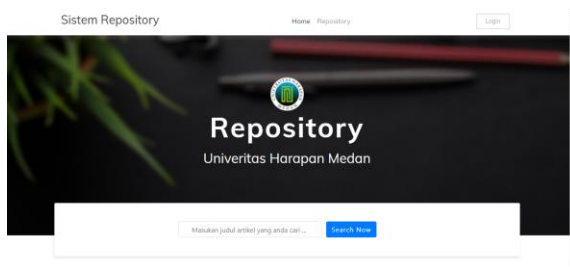 Sistem Repository
Home Repository
Login
Repository
Univeritas Harapan Medan
Masukan judul artikel yang anda cari ...
Search Now